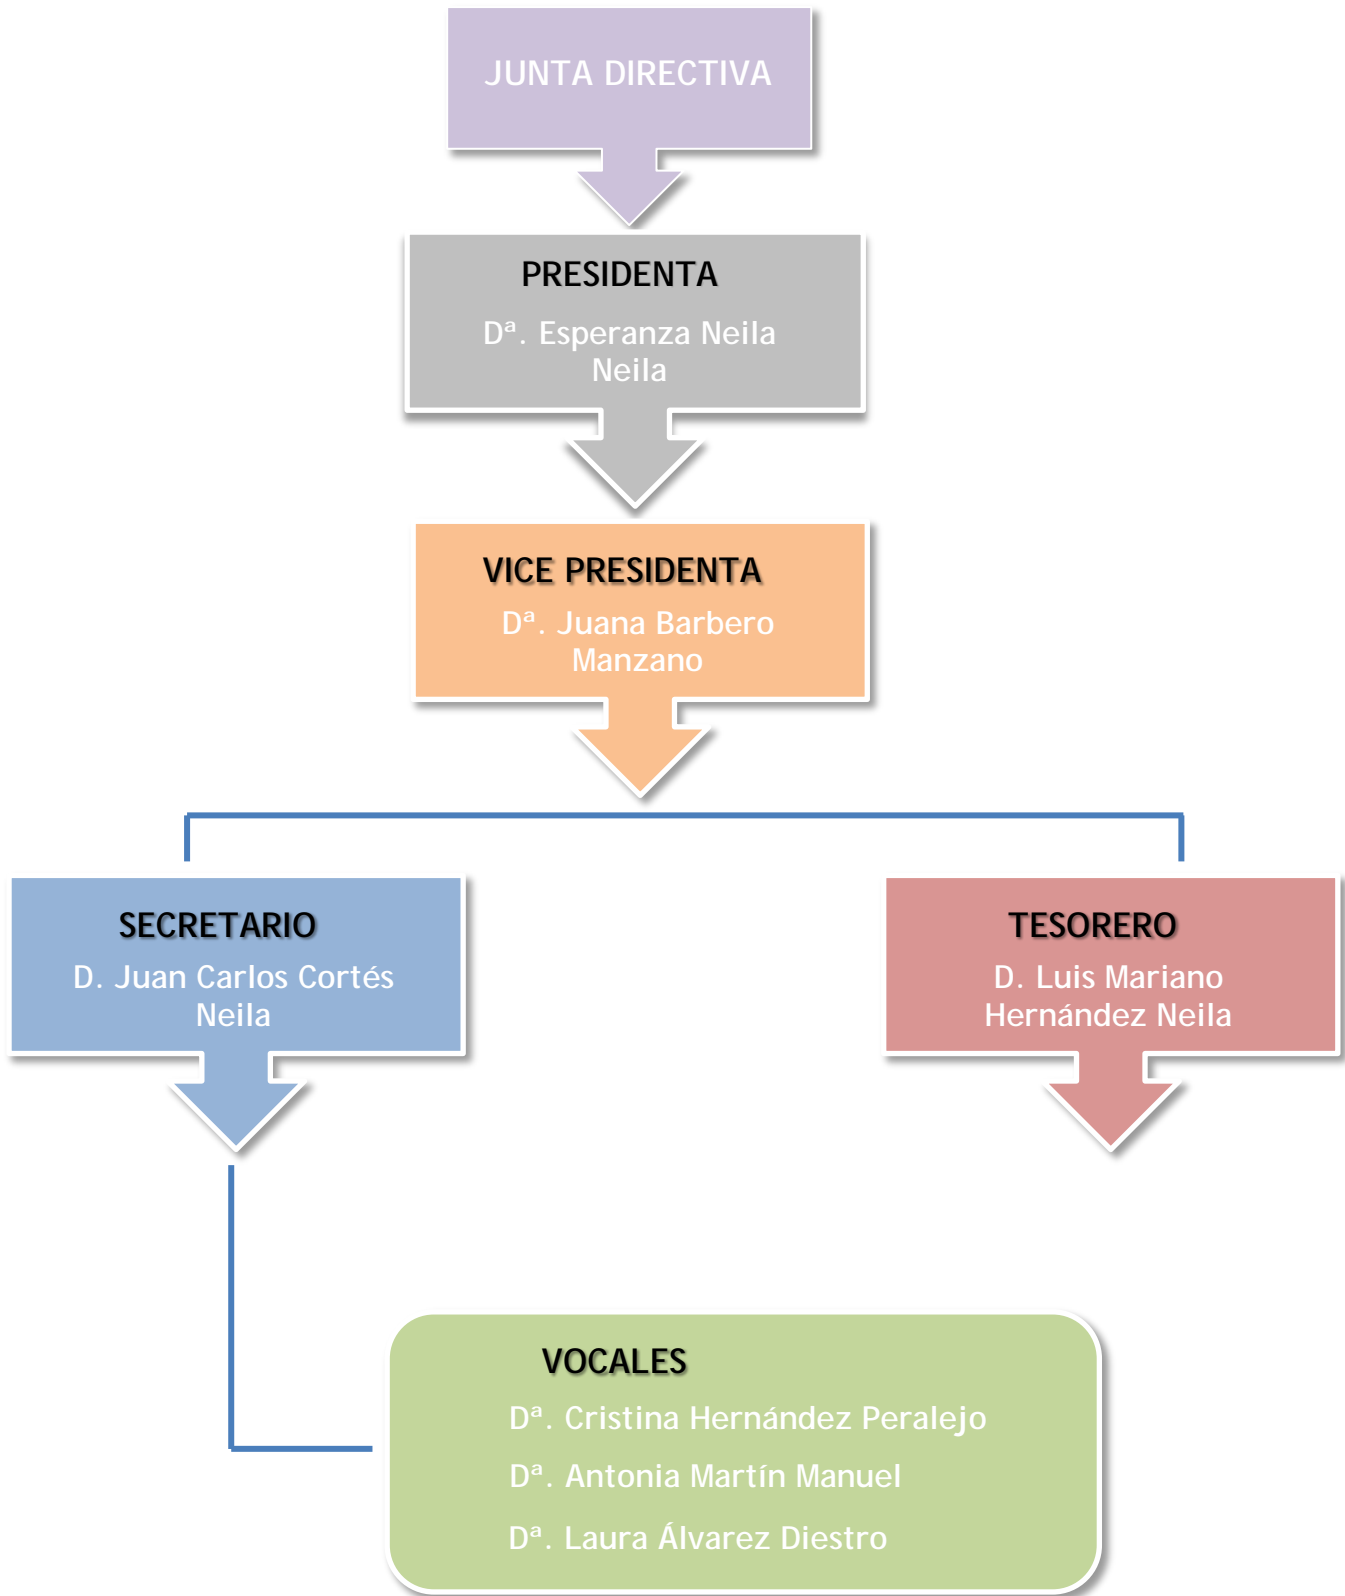 JUNTA DIRECTIVA
PRESIDENTA
Dª. Esperanza Neila
Neila
VICE PRESIDENTA
Dª. Juana Barbero
Manzano
SECRETARIO
D. Juan Carlos Cortés
Neila
TESORERO
D. Luis Mariano
Hernández Neila
VOCALES
Dª. Cristina Hernández Peralejo
Dª. Antonia Martín Manuel
Dª. Laura Álvarez Diestro